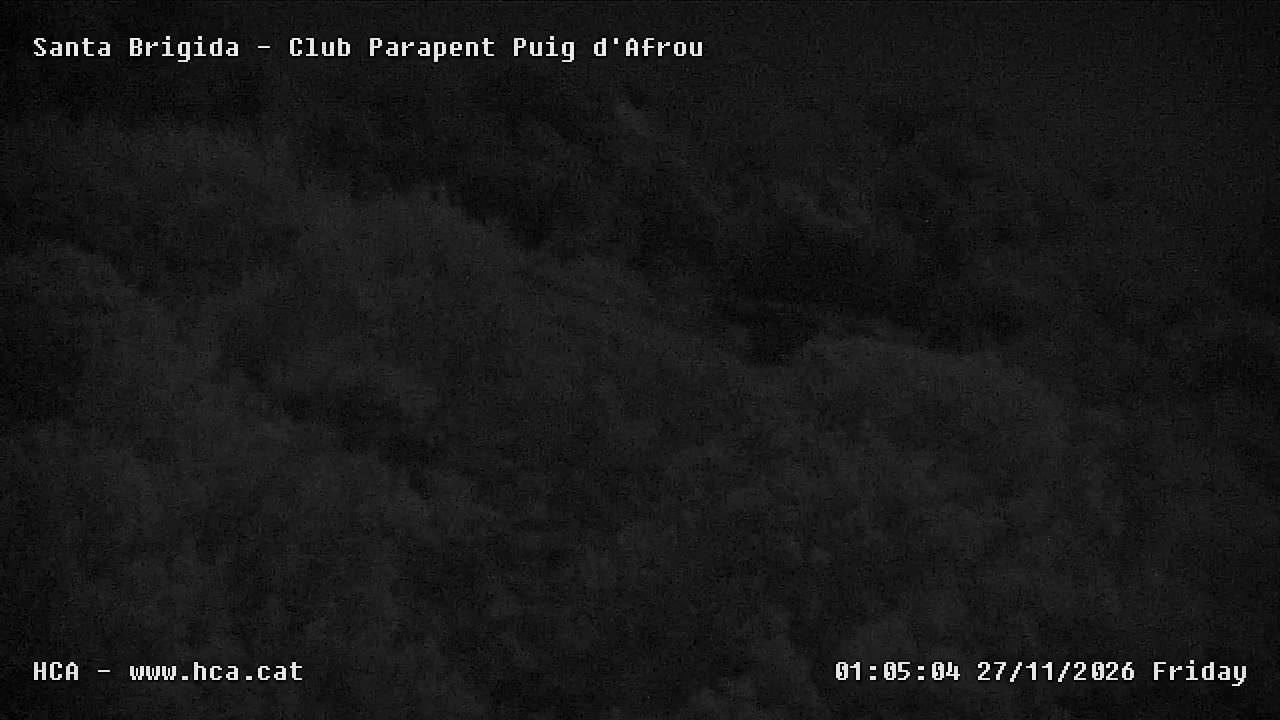 Santa Brigida - Club Parapent Puig d'Afrou
HCA - www.hca.cat
01:05:04 27/11/2026 Friday